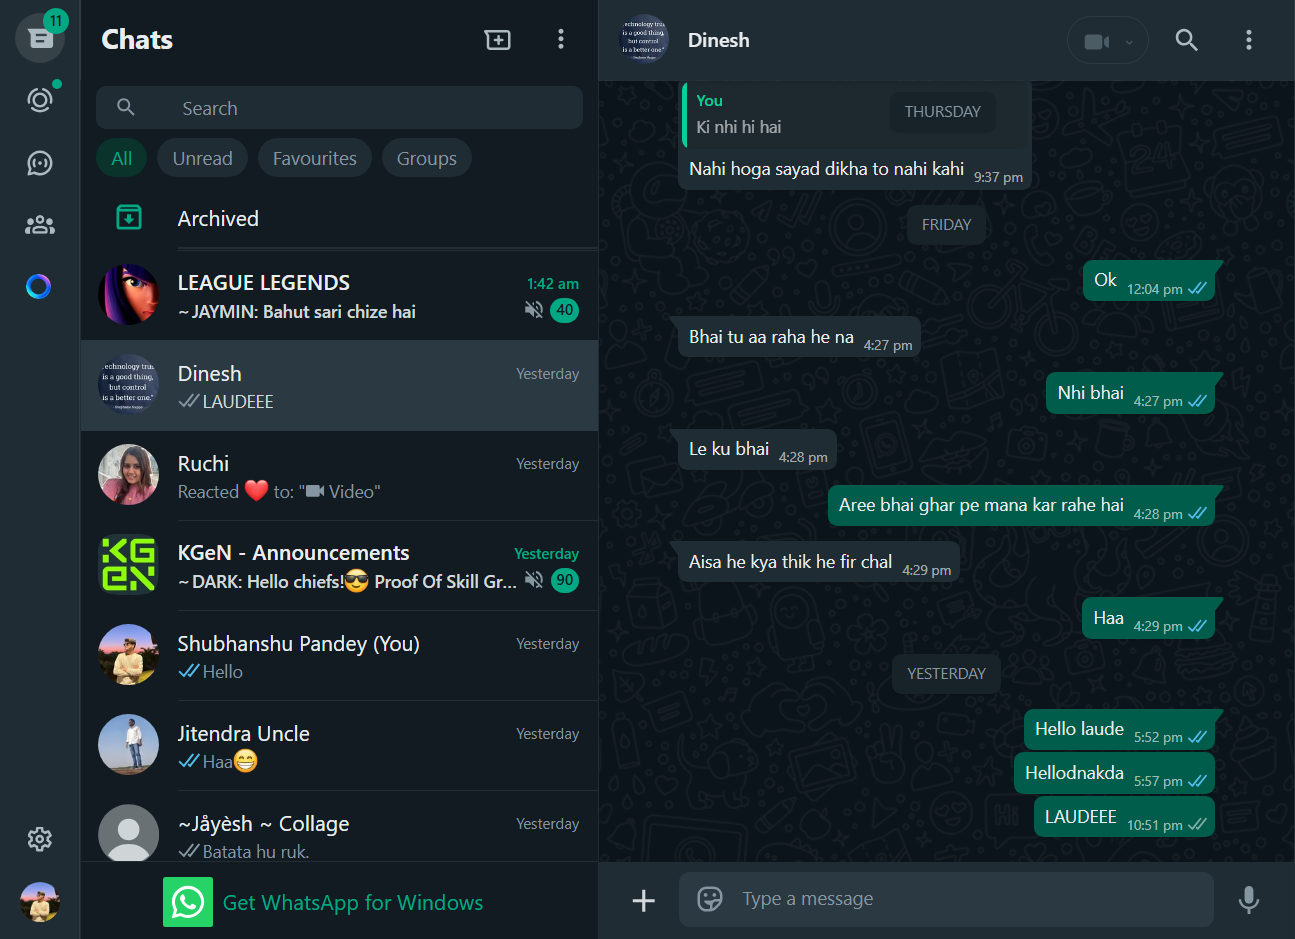 11
Chats
Search
All
Unread
Favourites
Groups
Archived
LEAGUE LEGENDS
1:42 am
~ JAYMIN: Bahut sari chize hai
40
Dinesh
Yesterday
LAUDEEE
Ruchi
Yesterday
Reacted ❤️ to: "Video"
KGeN
KGeN - Announcements
Yesterday
~ DARK: Hello chiefs!😎 Proof Of Skill Gr...
90
Shubhanshu Pandey (You)
Yesterday
Hello
Jitendra Uncle
Yesterday
Haa😁
~Jåyèsh ~ Collage
Yesterday
Batata hu ruk.
Get WhatsApp for Windows
Dinesh
You
Ki nhi hi hai
THURSDAY
Nahi hoga sayad dikha to nahi kahi
9:37 pm
FRIDAY
Ok
12:04 pm
Bhai tu aa raha he na
4:27 pm
Nhi bhai
4:27 pm
Le ku bhai
4:28 pm
Aree bhai ghar pe mana kar rahe hai
4:28 pm
Aisa he kya thik he fir chal
4:29 pm
Haa
4:29 pm
YESTERDAY
Hello laude
5:52 pm
Hellodnakda
5:57 pm
LAUDEEE
10:51 pm
Type a message